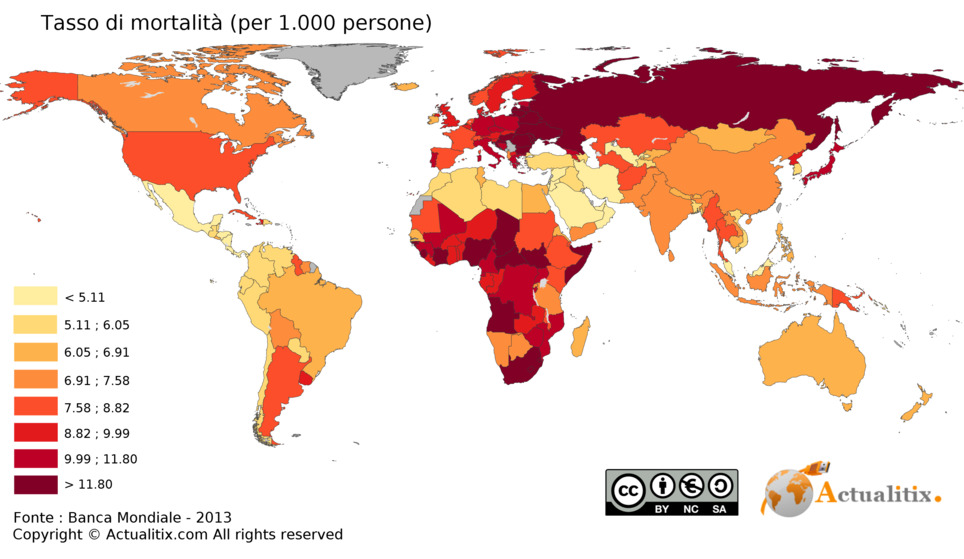 Tasso di mortalità (per 1.000 persone)
< 5.11
5.11 ; 6.05
6.05 ; 6.91
6.91 ; 7.58
7.58 ; 8.82
8.82 ; 9.99
9.99 ; 11.80
> 11.80
Fonte : Banca Mondiale - 2013
Copyright © Actualitix.com All rights reserved
cc
BY NC SA
Actualitix.